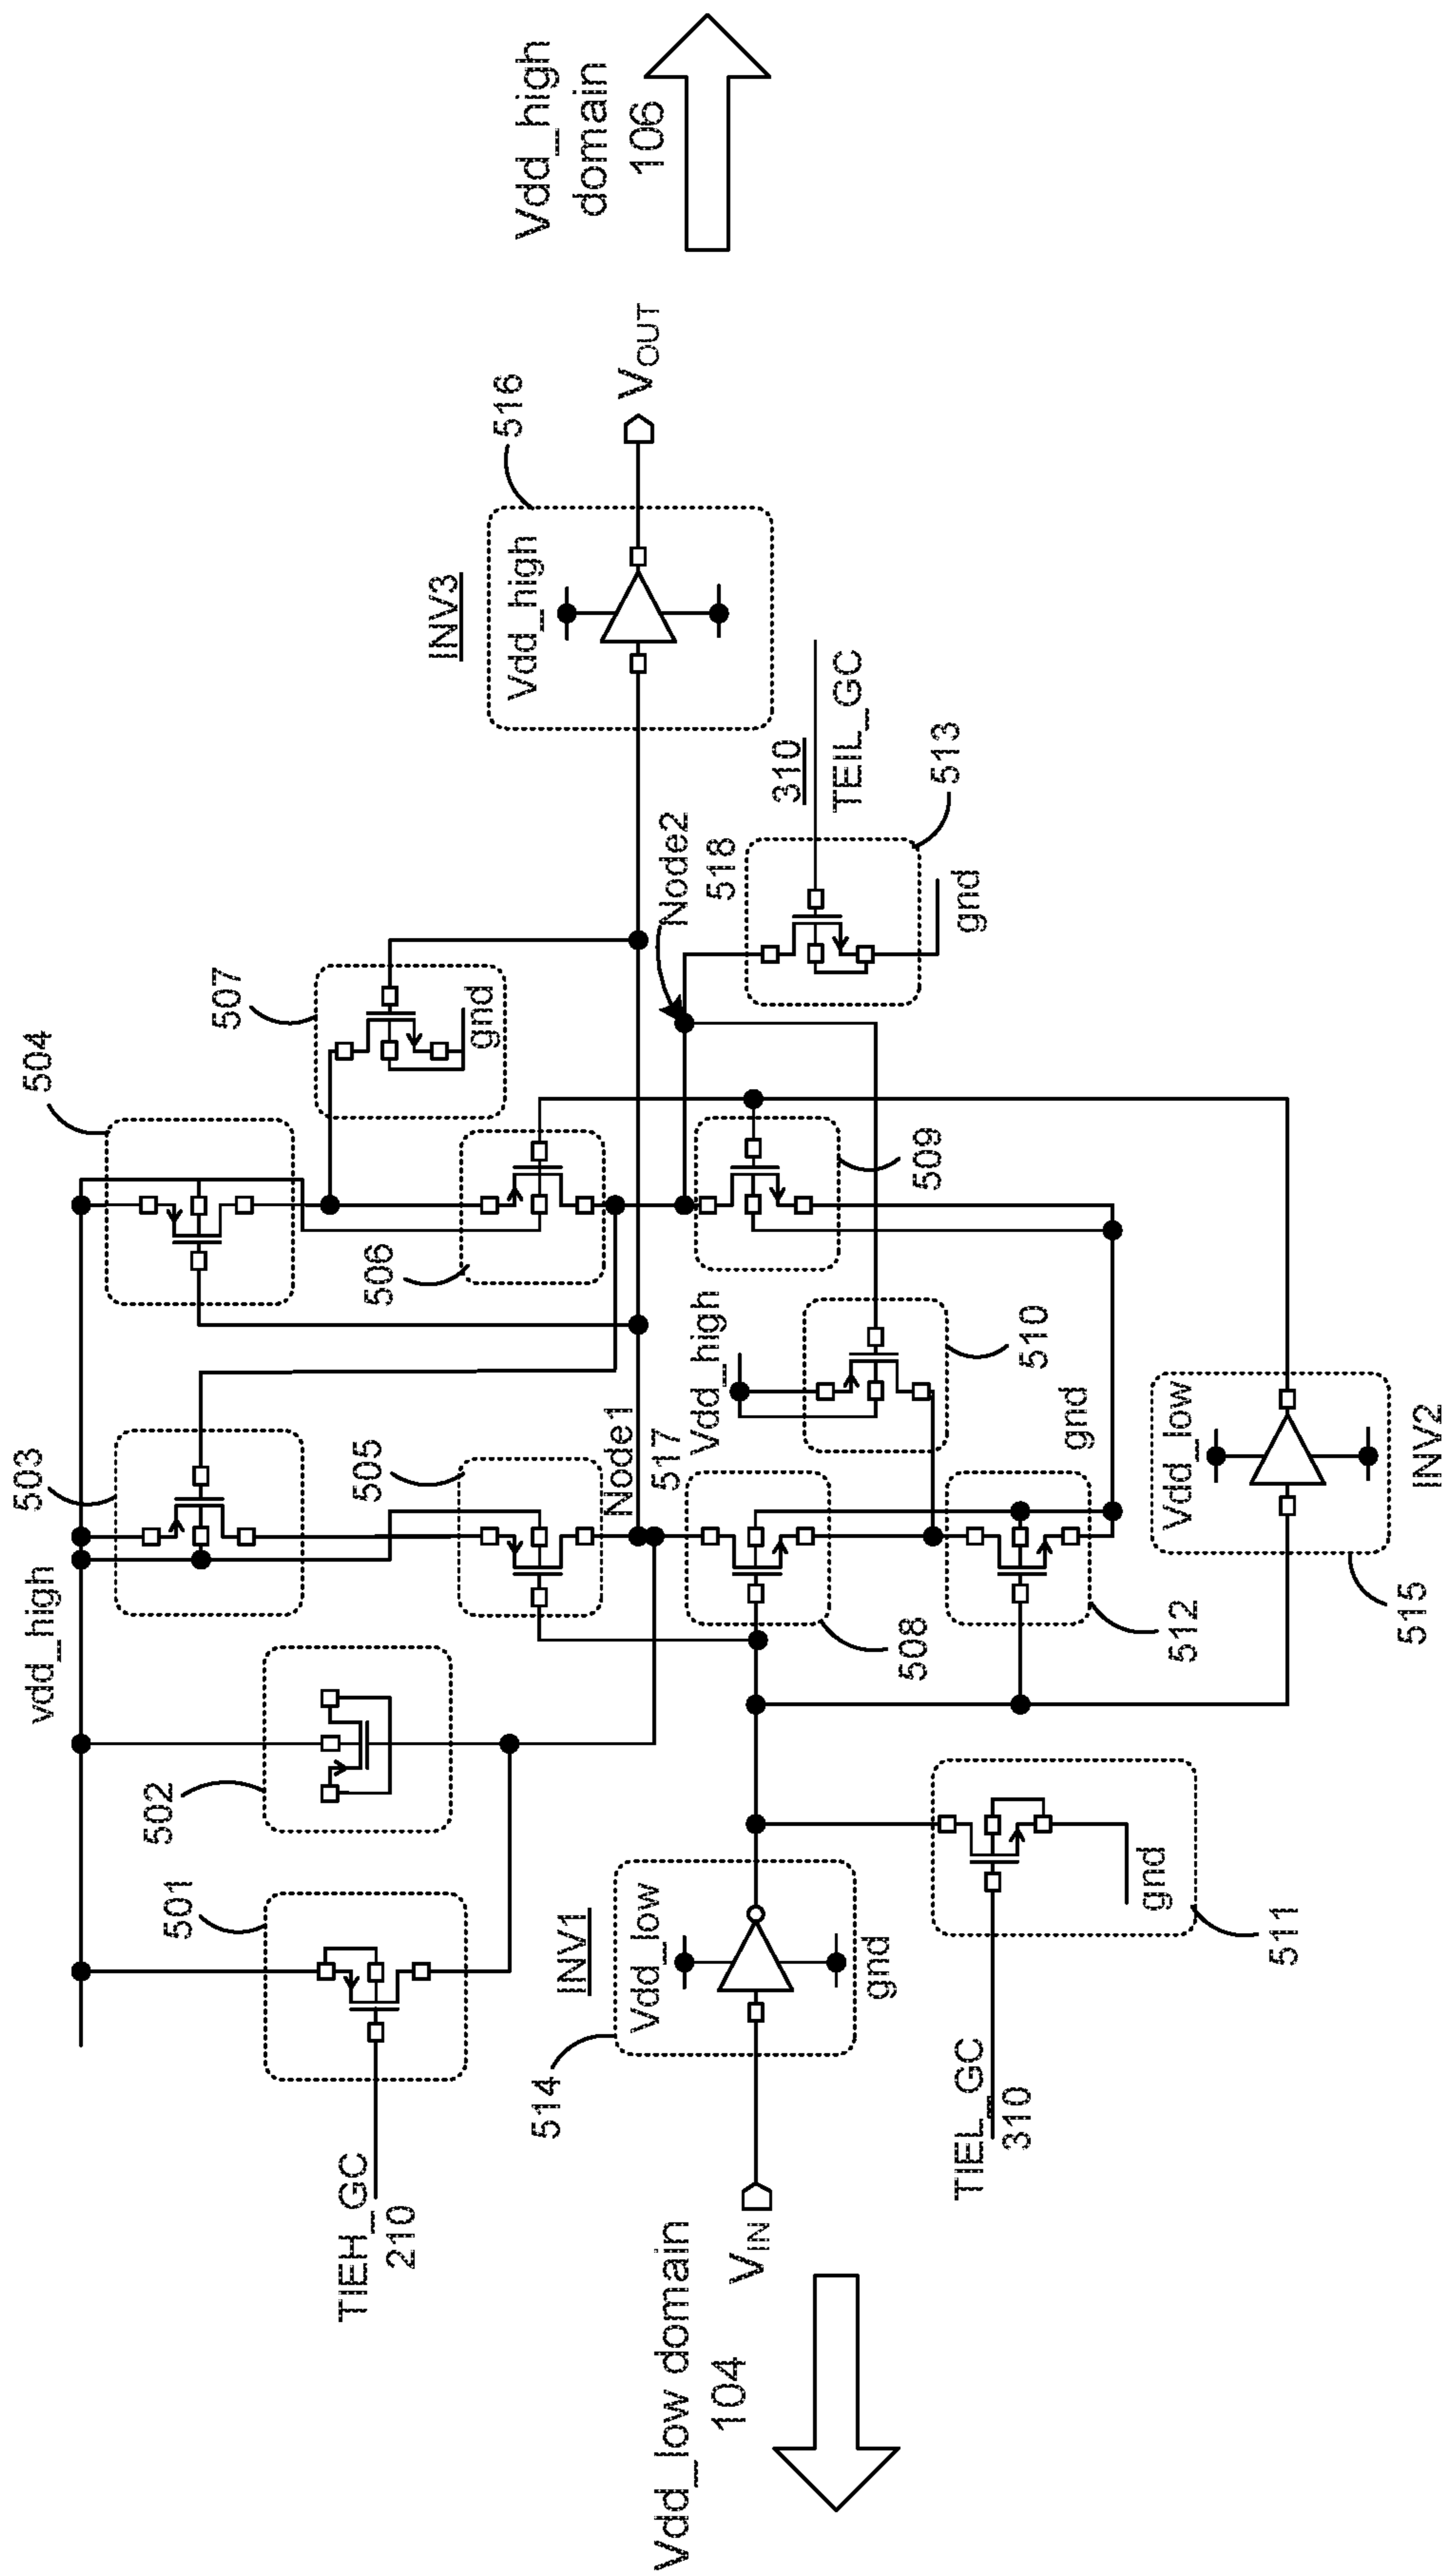 Vdd_low domain
104
V_IN
TIEH_GC
210
TIEL_GC
310
501
502
514
INV1
Vdd_low
gnd
511
gnd
vdd_high
503
505
Node1
517
508
512
515
Vdd_low
INV2
Vdd_high
510
gnd
504
506
507
gnd
509
Node2
518
513
gnd
310
TEIL_GC
INV3
Vdd_high
516
V_OUT
Vdd_high
domain
106